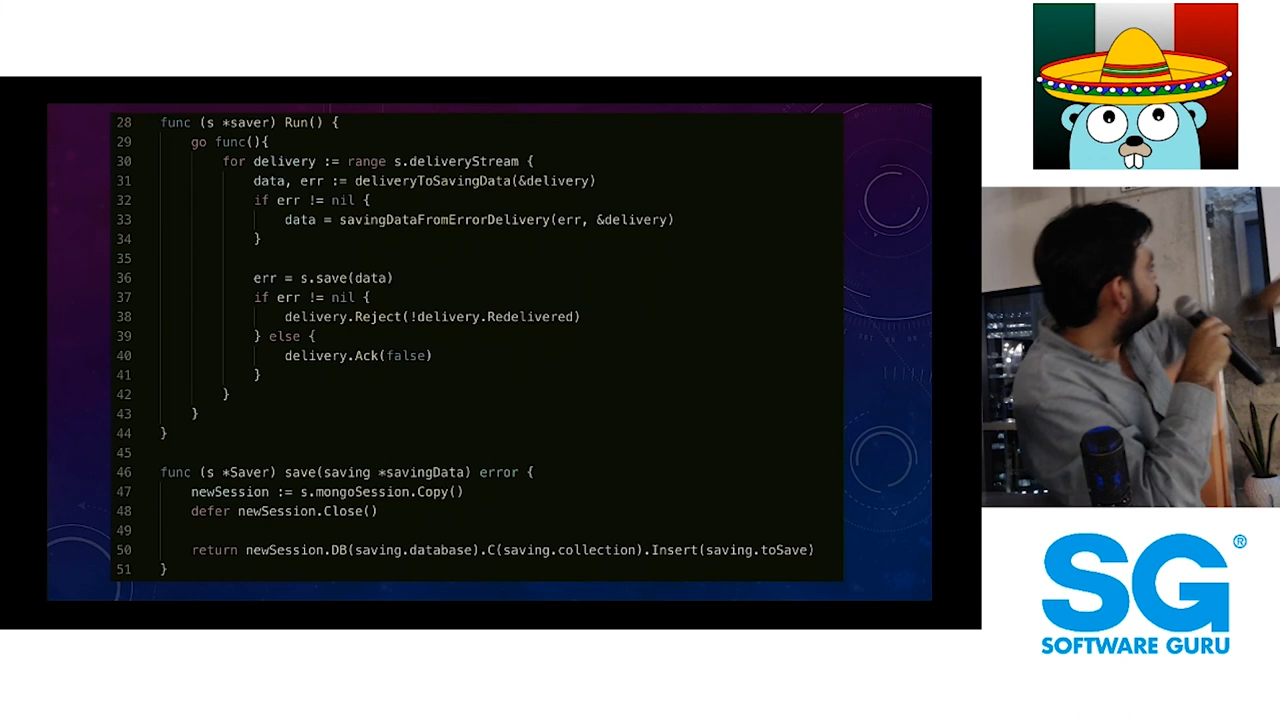 28 func (s *saver) Run() {
29 go func(){
30 for delivery := range s.deliveryStream {
31 data, err := deliveryToSavingData(&delivery)
32 if err != nil {
33 data = savingDataFromErrorDelivery(err, &delivery)
34 }
35
36 err = s.save(data)
37 if err != nil {
38 delivery.Reject(!delivery.Redelivered)
39 } else {
40 delivery.Ack(false)
41 }
42 }
43 }
44 }
45
46 func (s *Saver) save(saving *savingData) error {
47 newSession := s.mongoSession.Copy()
48 defer newSession.Close()
49
50 return newSession.DB(saving.database).C(saving.collection).Insert(saving.toSave)
51 }
SG®
SOFTWARE GURU